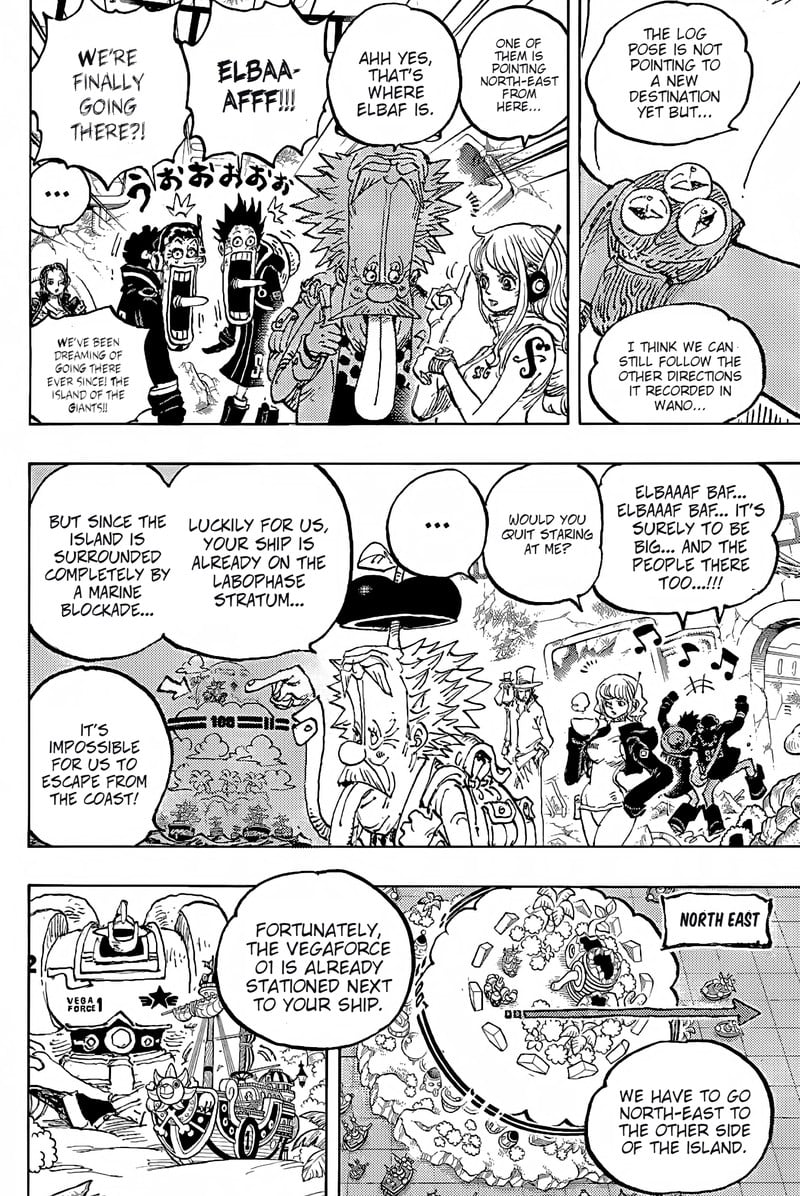 THE LOG
POSE IS NOT
POINTING TO
A NEW
DESTINATION
YET BUT...
I THINK WE CAN
STILL FOLLOW THE
OTHER DIRECTIONS
IT RECORDED IN
WANO...
ONE OF
THEM IS
POINTING
NORTH-EAST
FROM
HERE...
AHH YES,
THAT'S
WHERE
ELBAF IS.
ELBAA-
AFFF!!!
WE'RE
FINALLY
GOING
THERE?!
うおおおおお
...
WE'VE BEEN
DREAMING OF
GOING THERE
EVER SINCE! THE
ISLAND OF THE
GIANTS!!
ELBAAAF BAF...
ELBAAAF BAF... IT'S
SURELY TO BE
BIG... AND THE
PEOPLE THERE
TOO...!!!
WOULD YOU
QUIT STARING
AT ME?
...
LUCKILY FOR US,
YOUR SHIP IS
ALREADY ON THE
LABOPHASE
STRATUM...
BUT SINCE THE
ISLAND IS
SURROUNDED
COMPLETELY BY
A MARINE
BLOCKADE...
100
IT'S
IMPOSSIBLE
FOR US TO
ESCAPE FROM
THE COAST!
NORTH EAST
WE HAVE TO GO
NORTH-EAST TO
THE OTHER SIDE
OF THE ISLAND.
FORTUNATELY,
THE VEGAFORCE
01 IS ALREADY
STATIONED NEXT
TO YOUR SHIP.
2
VEGA
FORCE 1